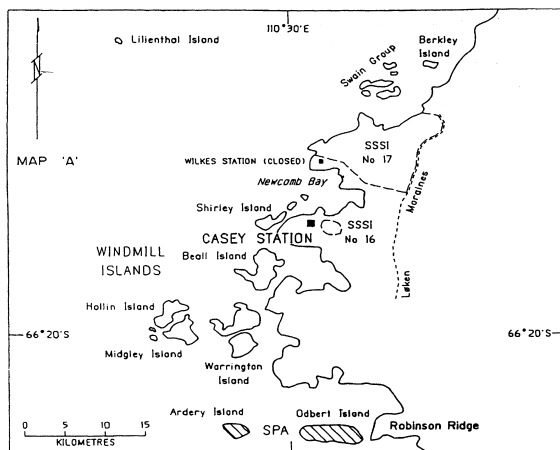 110°30'E
Lilienthal Island
Berkley
Island
Swain Group
N
MAP 'A'
SSSI
No 17
WILKES STATION (CLOSED)
Moraines
Newcomb Bay
Shirley Island
CASEY STATION
SSSI
No 16
WINDMILL
ISLANDS
Beall Island
Løken
Hollin Island
66°20'S
66°20'S
Midgley Island
Warrington
Island
Ardery Island
SPA
Odbert Island
Robinson Ridge
0 5 10 15
KILOMETRES